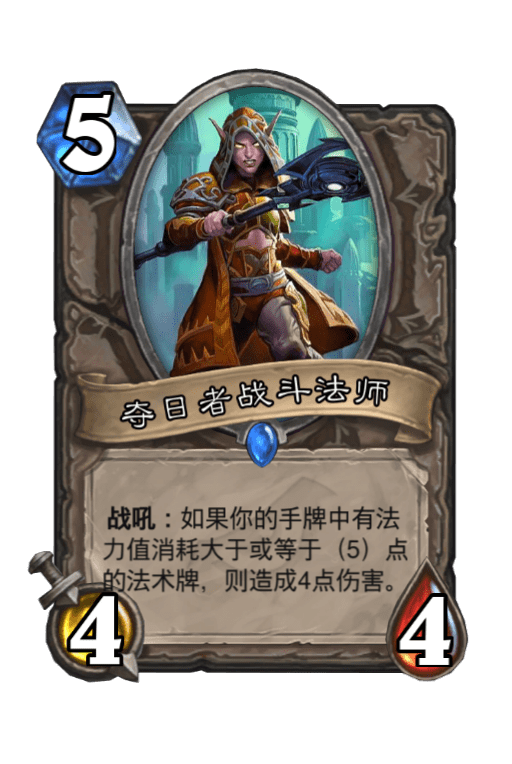 5
夺日者战斗法师
战吼：如果你的手牌中有法
力值消耗大于或等于（5）点
的法术牌，则造成4点伤害。
4
4